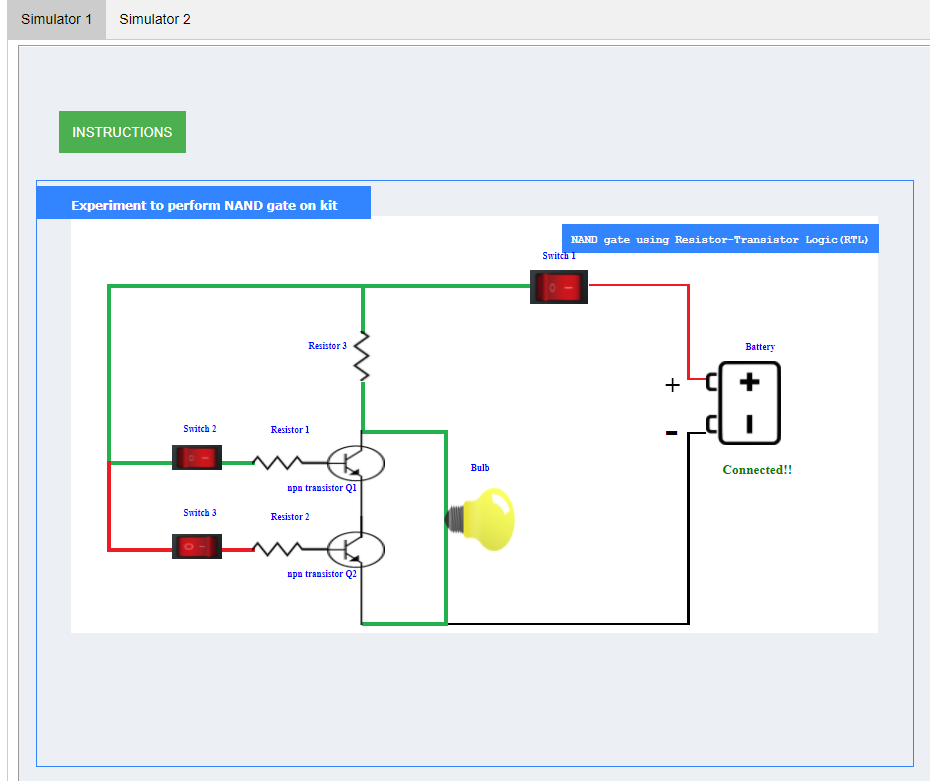 Simulator 1 Simulator 2
INSTRUCTIONS
Experiment to perform NAND gate on kit
NAND gate using Resistor-Transistor Logic(RTL)
Switch 1
Resistor 3
Battery
+
+
-
Switch 2
Resistor 1
Bulb
Connected!!
npn transistor Q1
Switch 3
Resistor 2
npn transistor Q2